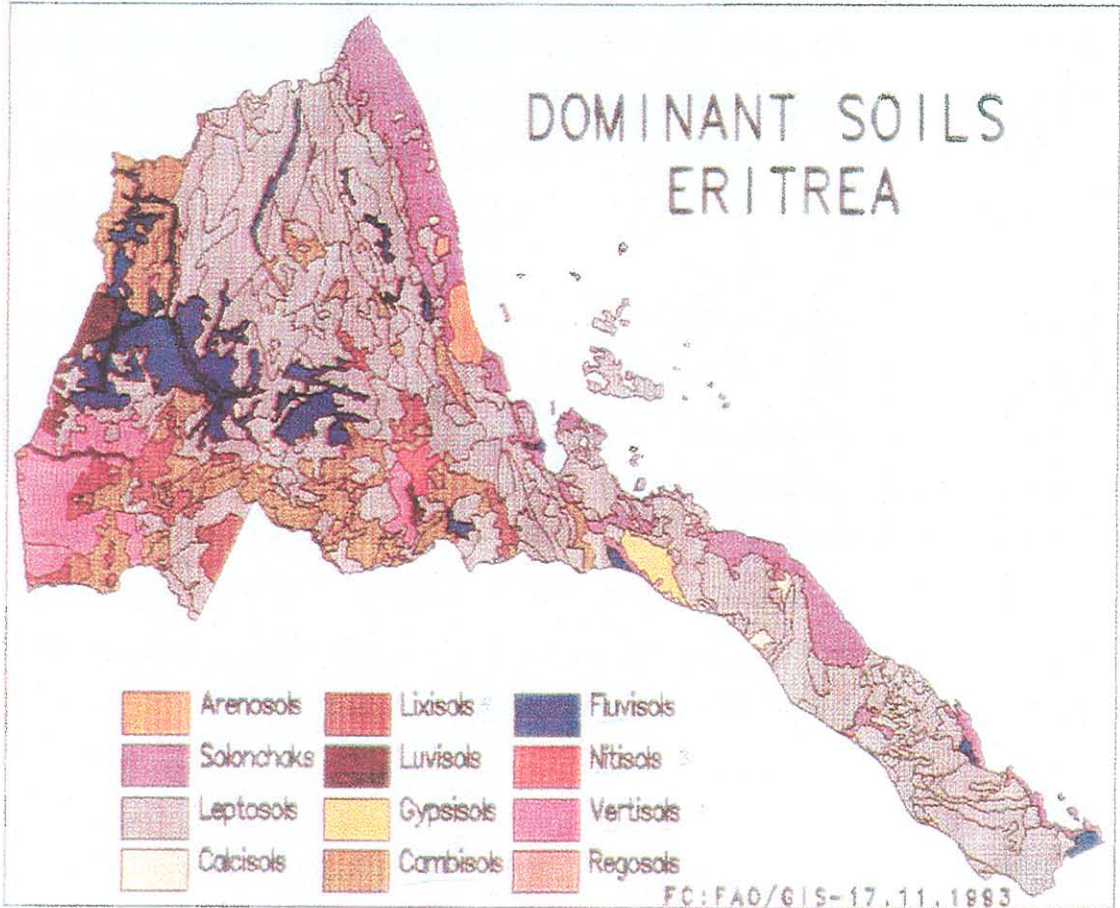 DOMINANT SOILS
ERITREA
Arenosols
Lixisols
Fluvisols
Solonchaks
Luvisols
Nitisols
Leptosols
Gypsisols
Vertisols
Calcisols
Cambisols
Regosols
FC:FAO/GIS-17.11.1993